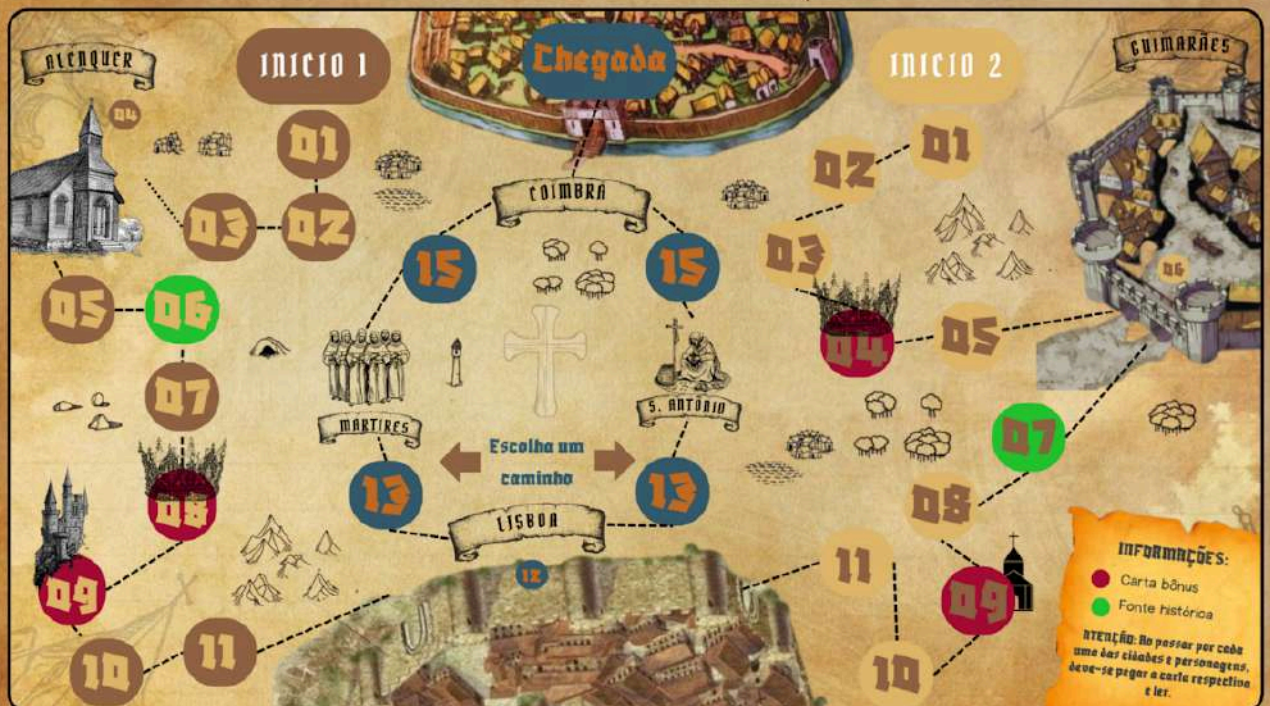 ALENQUER
INICIO 1
Chegada
INICIO 2
GUIMARÃES
04
01
02
01
03
02
COIMBRA
03
15
15
06
05
06
04
05
07
MARTIRES
S. ANTÓNIO
07
Escolha um
caminho
08
13
13
08
LISBOA
12
11
09
09
10
11
10
INFORMAÇÕES:
Carta bônus
Fonte histórica
ATENÇÃO: Ao passar por cada
uma das cidades e personagens,
deve-se pegar a carta respectiva
e ler.